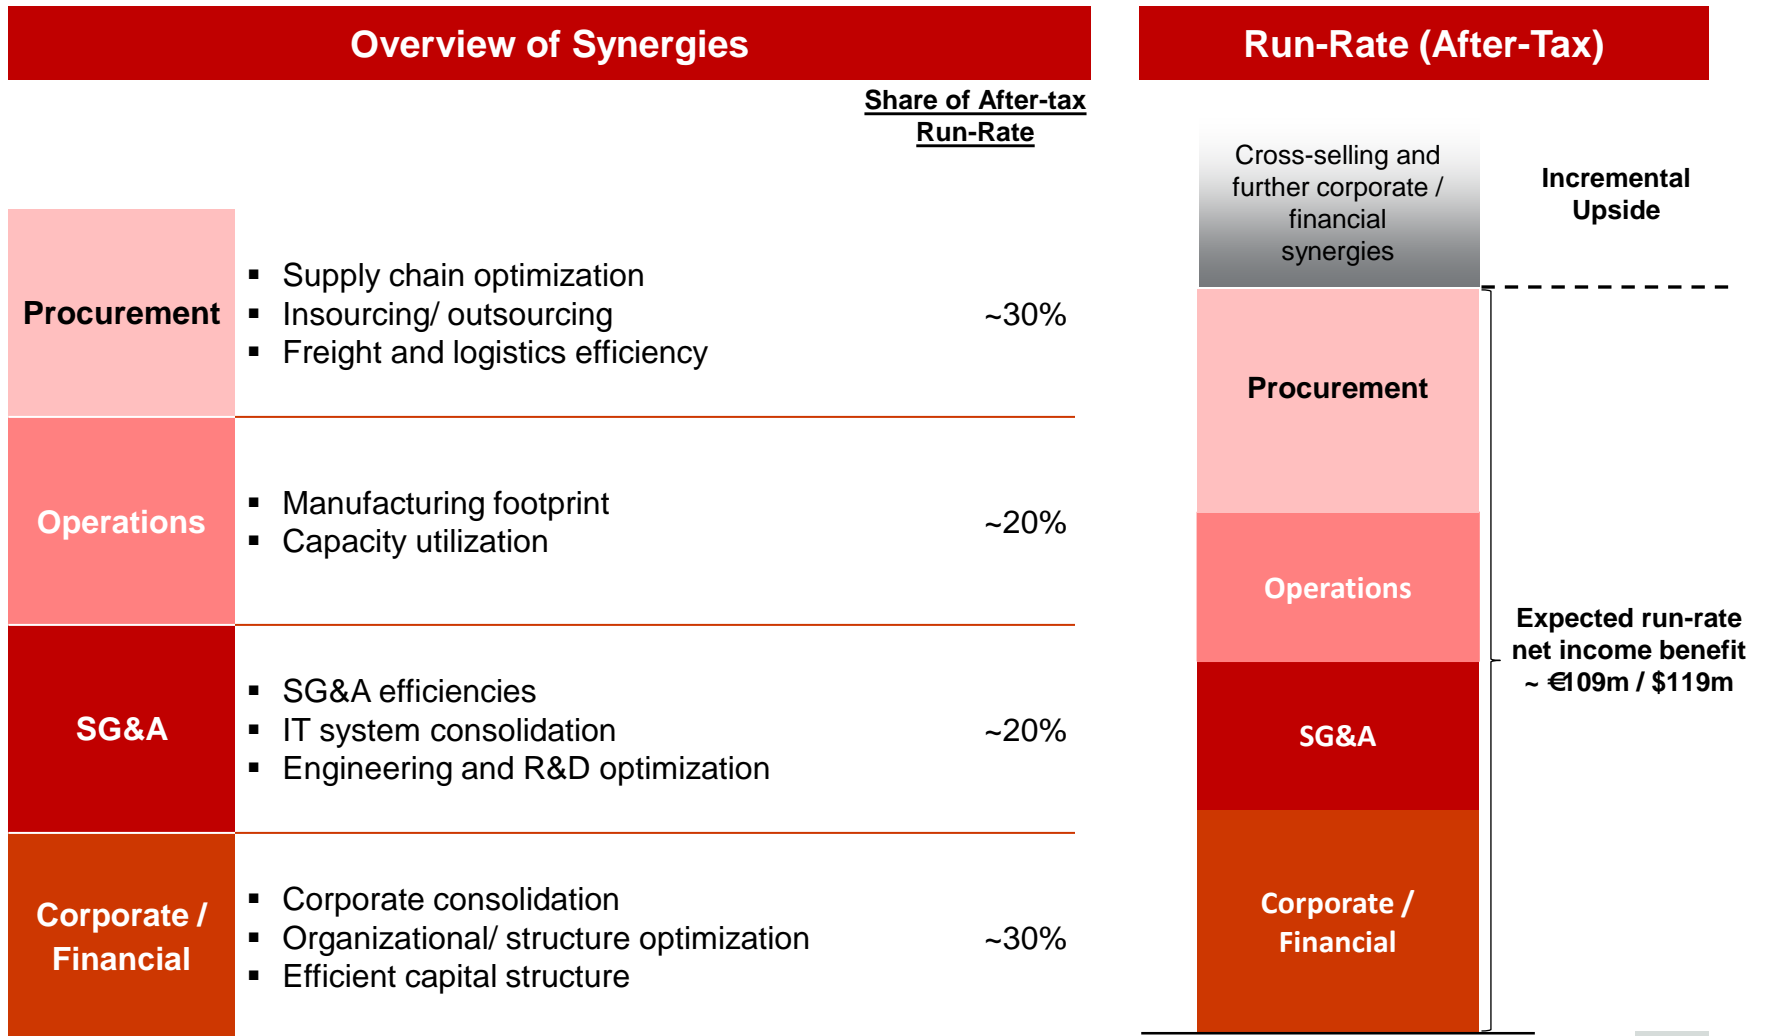 Overview of Synergies
Share of After-tax
Run-Rate
Procurement
▪ Supply chain optimization
▪ Insourcing/ outsourcing
▪ Freight and logistics efficiency
~30%
Operations
▪ Manufacturing footprint
▪ Capacity utilization
~20%
SG&A
▪ SG&A efficiencies
▪ IT system consolidation
▪ Engineering and R&D optimization
~20%
Corporate /
Financial
▪ Corporate consolidation
▪ Organizational/ structure optimization
▪ Efficient capital structure
~30%
Run-Rate (After-Tax)
Cross-selling and
further corporate /
financial
synergies
Incremental
Upside
Procurement
Operations
SG&A
Corporate /
Financial
Expected run-rate
net income benefit
~ €109m / $119m